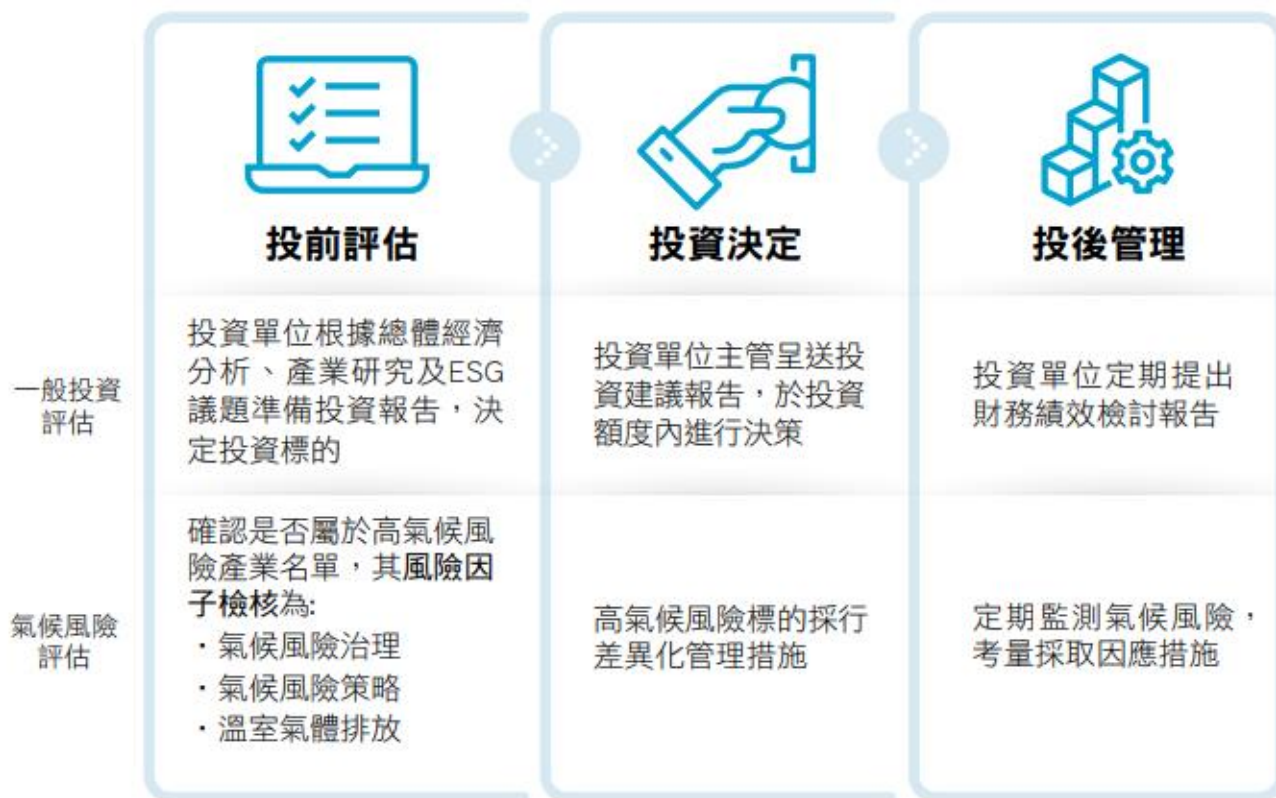 投前評估
投資決定
投後管理
一般投資
評估
投資單位根據總體經濟
分析、產業研究及ESG
議題準備投資報告，決
定投資標的
投資單位主管呈送投
資建議報告，於投資
額度內進行決策
投資單位定期提出
財務績效檢討報告
氣候風險
評估
確認是否屬於高氣候風
險產業名單，其風險因
子檢核為:
・氣候風險治理
・氣候風險策略
・溫室氣體排放
高氣候風險標的採行
差異化管理措施
定期監測氣候風險，
考量採取因應措施